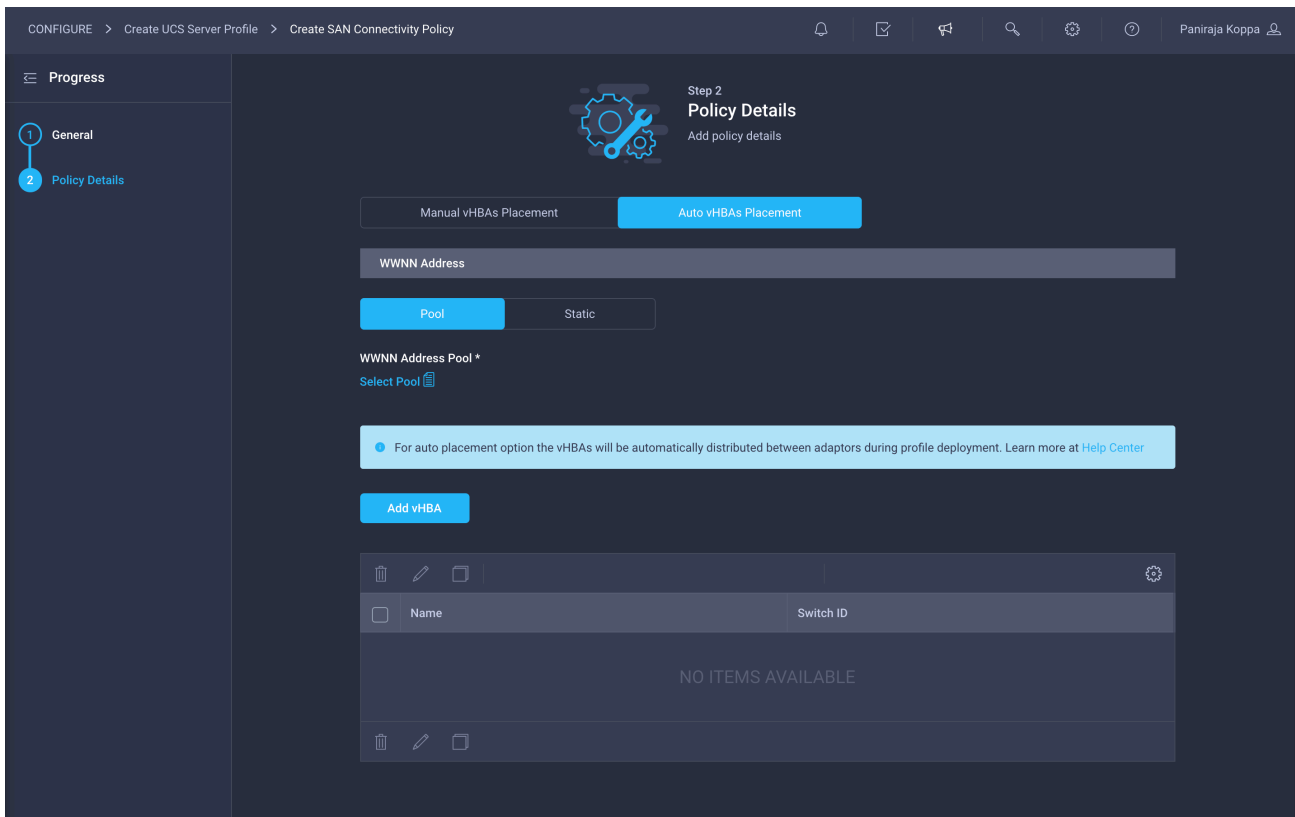 CONFIGURE > Create UCS Server Profile > Create SAN Connectivity Policy
Paniraja Koppa
Progress
1 General
2 Policy Details
Step 2
Policy Details
Add policy details
Manual vHBAs Placement
Auto vHBAs Placement
WWNN Address
Pool
Static
WWNN Address Pool *
Select Pool
For auto placement option the vHBAs will be automatically distributed between adaptors during profile deployment. Learn more at Help Center
Add vHBA
Name
Switch ID
NO ITEMS AVAILABLE